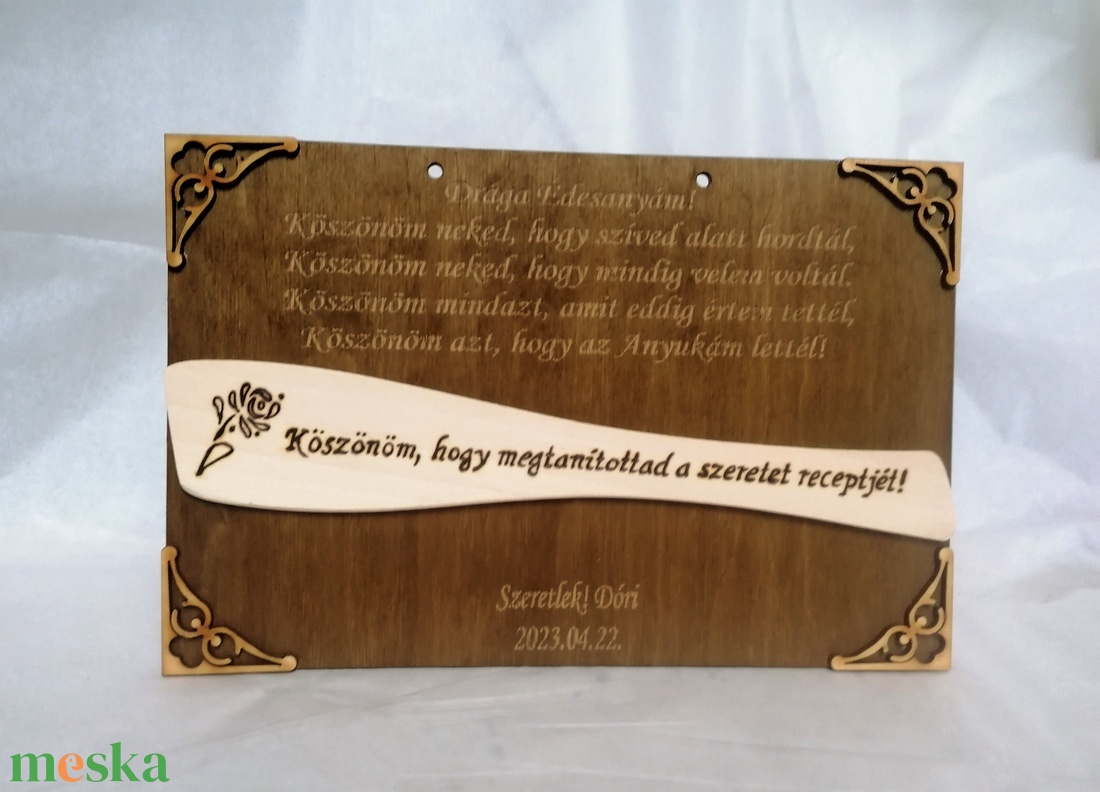 Drága Édesanyám!
Köszönöm neked, hogy szíved alatt hordtál,
Köszönöm neked, hogy mindig velem voltál.
Köszönöm mindazt, amit eddig értem tettél,
Köszönöm azt, hogy az Anyukám lettél!
Köszönöm, hogy megtanítottad a szeretet receptjét!
Szeretlek! Dóri
2023.04.22.
meska